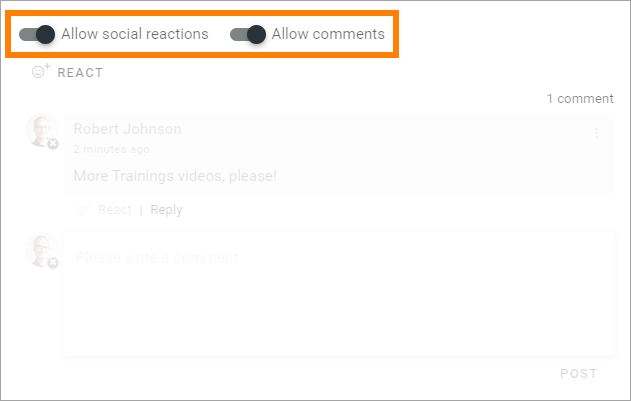 Allow social reactions Allow comments
REACT
1 comment
Robert Johnson
2 minutes ago
More Trainings videos, please!
React | Reply
Please write a comment
POST